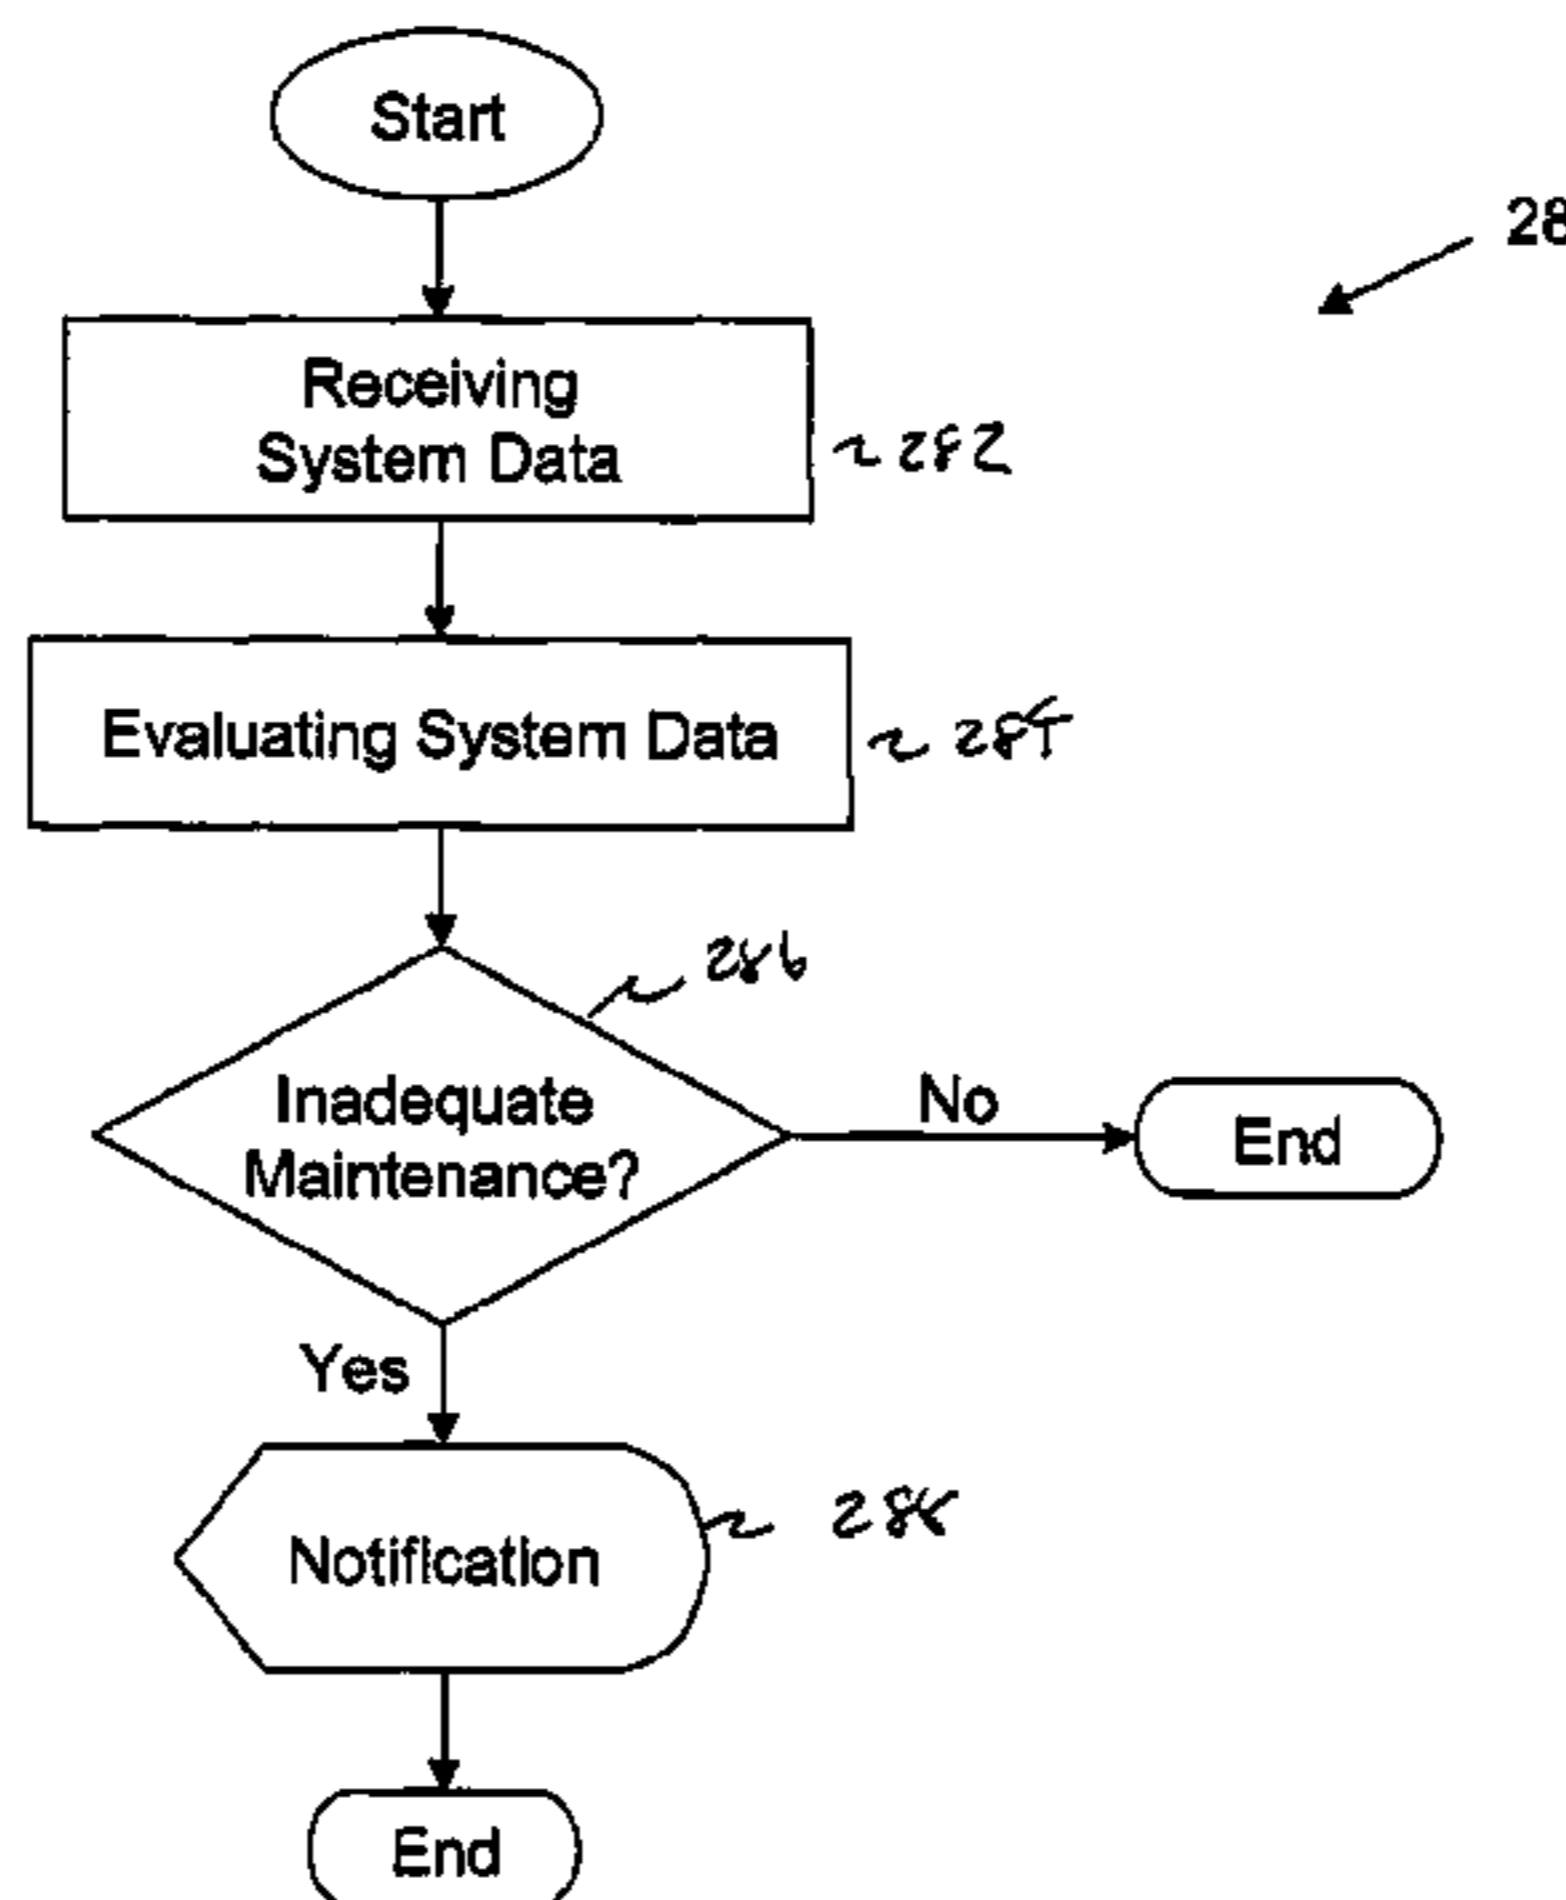 Start
28
Receiving
System Data
282
Evaluating System Data
284
286
Inadequate
Maintenance?
No
End
Yes
Notification
288
End